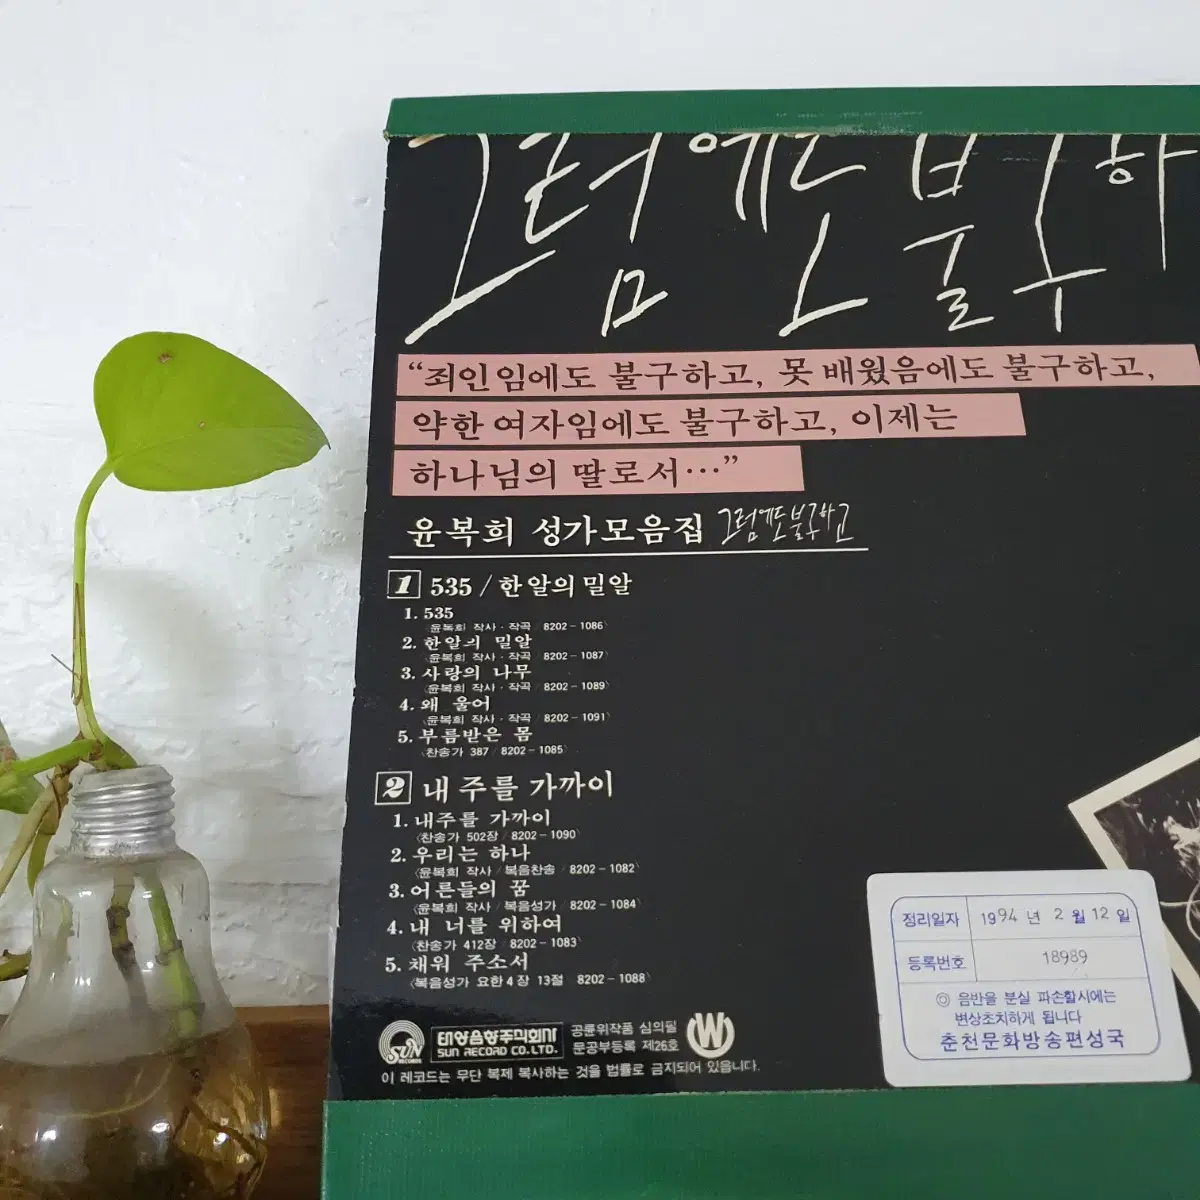 그럼에도 불구하
“죄인임에도 불구하고, 못 배웠음에도 불구하고,
약한 여자임에도 불구하고, 이제는
하나님의 딸로서…”
윤복희 성가모음집 그럼에도 불구하고
1 535 / 한알의 밀알
1. 535
〈윤복희 작사·작곡 / 8202-1086〉
2. 한알의 밀알
〈윤복희 작사·작곡 / 8202-1087〉
3. 사랑의 나무
〈윤복희 작사·작곡 / 8202-1089〉
4. 왜 울어
〈윤복희 작사·작곡 / 8202-1091〉
5. 부름받은 몸
〈찬송가 387 / 8202-1085〉
2 내 주를 가까이
1. 내주를 가까이
〈찬송가 502장 / 8202-1090〉
2. 우리는 하나
〈윤복희 작사 / 복음찬송 / 8202-1082〉
3. 어른들의 꿈
〈윤복희 작사 / 복음성가 / 8202-1084〉
4. 내 너를 위하여
〈찬송가 412장 / 8202-1083〉
5. 채워 주소서
〈복음성가 요한4장 13절 8202-1088〉
SUN RECORDS
태양음향주식회사
SUN RECORD CO.LTD.
공륜위작품 심의필
문공부등록 제26호
W
이 레코드는 무단 복제 복사하는 것을 법률로 금지되어 있읍니다.
정리일자 1994년 2월 12일
등록번호 18989
◎ 음반을 분실 파손할시에는
변상조치하게 됩니다
춘천문화방송편성국